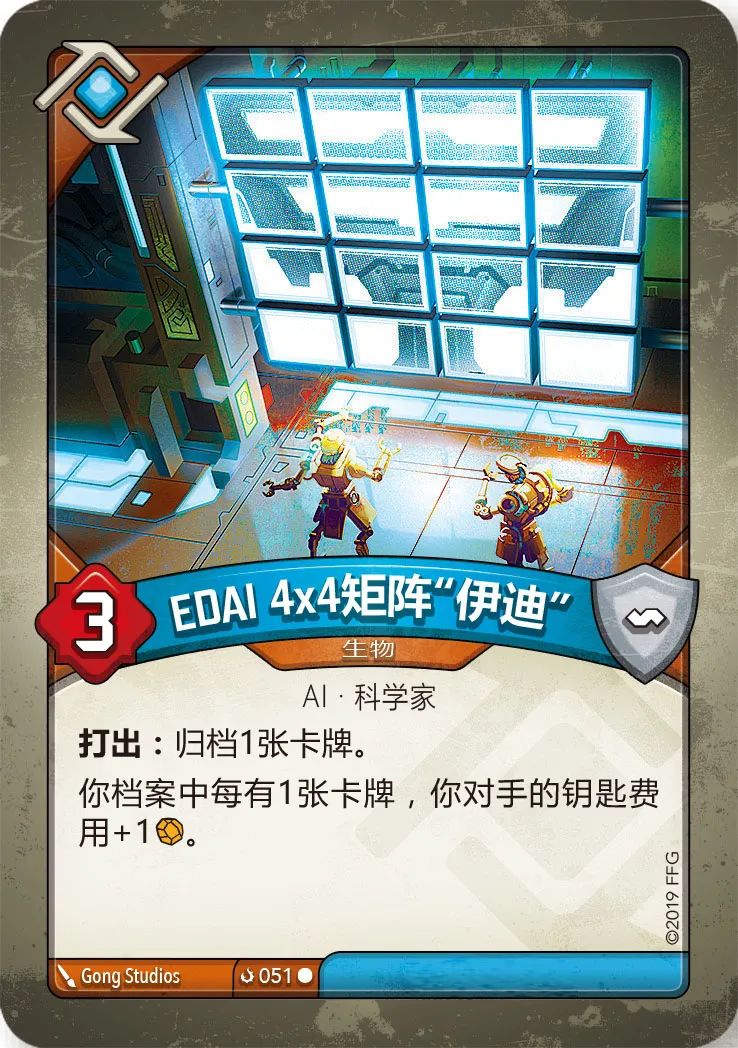 3
EDAI 4x4矩阵“伊迪”
生物
AI · 科学家
打出：归档1张卡牌。
你档案中每有1张卡牌，你对手的钥匙费
用+1。
©2019 FFG
Gong Studios
051